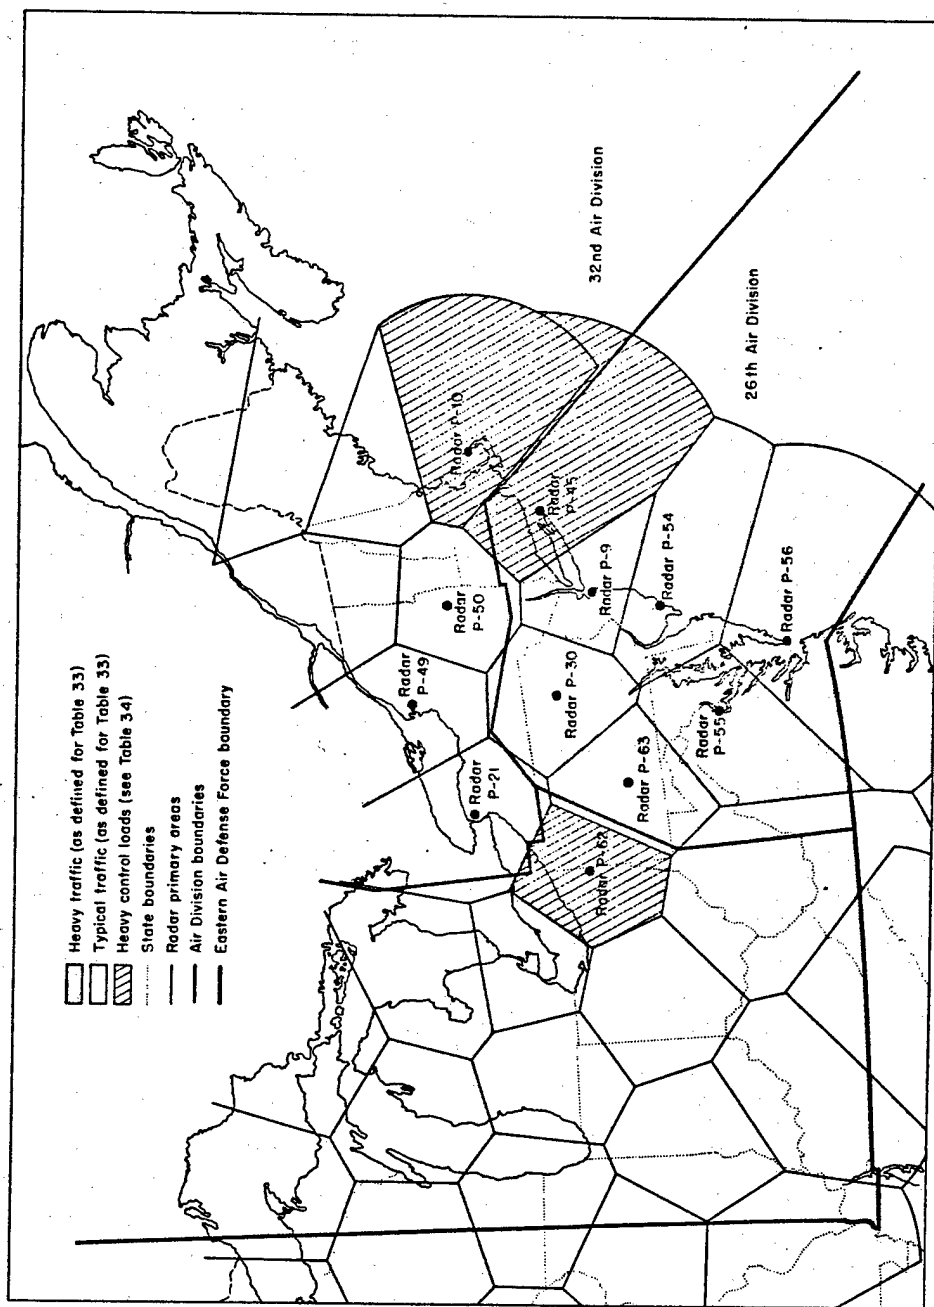 Heavy traffic (as defined for Table 33)
Typical traffic (as defined for Table 33)
Heavy control loads (see Table 34)
State boundaries
Radar primary areas
Air Division boundaries
Eastern Air Defense Force boundary
32nd Air Division
26th Air Division
Radar P-10
Radar
P-45
Radar
P-50
Radar
P-49
Radar
P-21
Radar P-9
Radar P-54
Radar P-56
Radar P-30
Radar
P-55
Radar P-63
Radar P-62